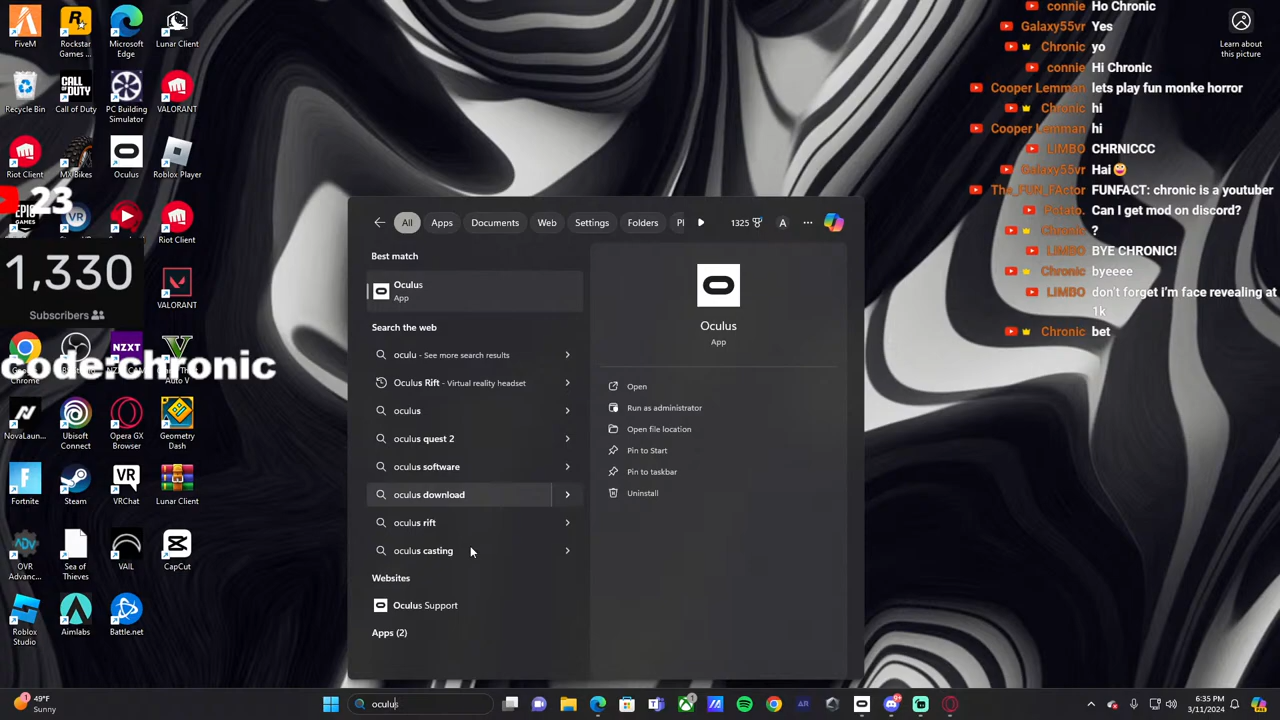 FiveM
Rockstar Games ...
Microsoft Edge
Lunar Client
Recycle Bin
Call of Duty
PC Building Simulator
VALORANT
Riot Client
MX Bikes
Oculus
Roblox Player
23
Riot Client
1,330
Subscribers
VALORANT
Code:chronic
NovaLaun...
Ubisoft Connect
Opera GX Browser
Geometry Dash
Fortnite
Steam
VRChat
Lunar Client
OVR Advanc...
Sea of Thieves
VAIL
CapCut
Roblox Studio
Aimlabs
Battle.net
All
Apps
Documents
Web
Settings
Folders
1325
A
Best match
Oculus
App
Search the web
oculu - See more search results
Oculus Rift - Virtual reality headset
oculus
oculus quest 2
oculus software
oculus download
oculus rift
oculus casting
Websites
Oculus Support
Apps (2)
Oculus
App
Open
Run as administrator
Open file location
Pin to Start
Pin to taskbar
Uninstall
connie Ho Chronic
Galaxy55vr Yes
Chronic yo
connie Hi Chronic
Cooper Lemman lets play fun monke horror
Chronic hi
Cooper Lemman hi
LIMBO CHRNICCC
Galaxy55vr Hai😀
The_FUN_FActor FUNFACT: chronic is a youtuber
Potato. Can I get mod on discord?
Chronic ?
LIMBO BYE CHRONIC!
Chronic byeeee
LIMBO don't forget i'm face revealing at
1k
Chronic bet
Learn about this picture
49°F
Sunny
oculus
6:35 PM
3/11/2024